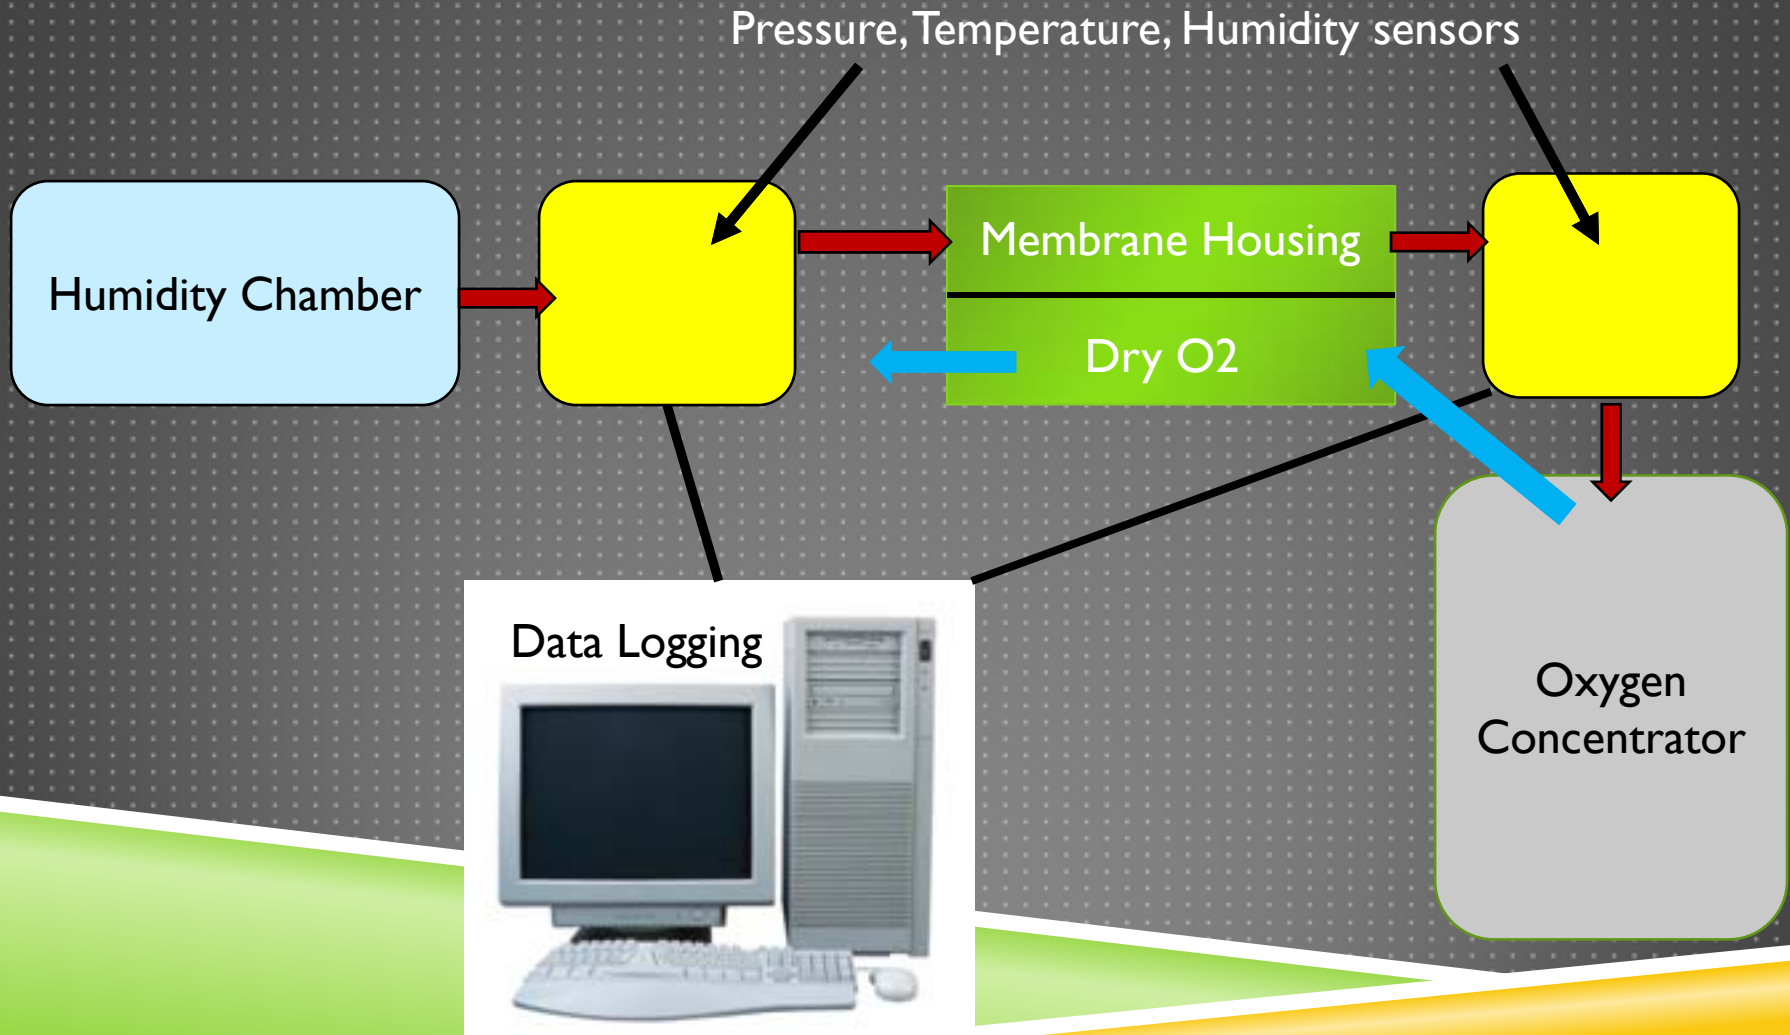 Pressure, Temperature, Humidity sensors
Humidity Chamber
Membrane Housing
Dry O2
Data Logging
Oxygen
Concentrator